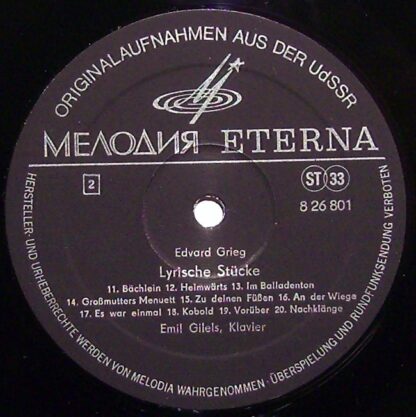 ORIGINALAUFNAHMEN AUS DER UdSSR
МЕЛОДИЯ ETERNA
2
ST 33
8 26 801
Edvard Grieg
Lyrische Stücke
11. Bächlein 12. Heimwärts 13. Im Balladenton
14. Großmutters Menuett 15. Zu deinen Füßen 16. An der Wiege
17. Es war einmal 18. Kobold 19. Vorüber 20. Nachklänge
Emil Gilels, Klavier
HERSTELLER- UND URHEBERRECHTE WERDEN VON MELODIA WAHRGENOMMEN · ÜBERSPIELUNG UND RUNDFUNKSENDUNG VERBOTEN